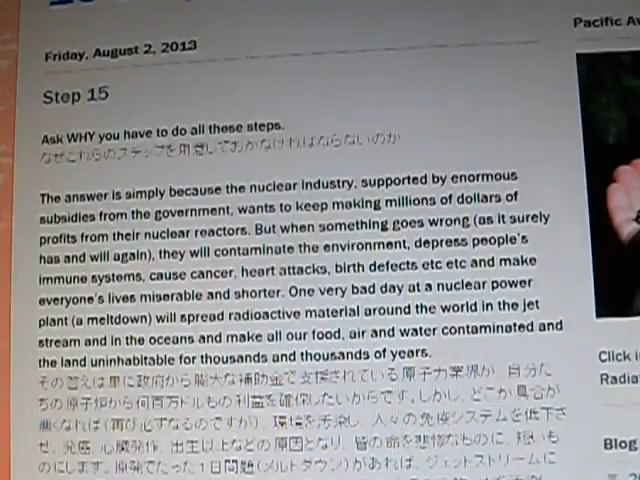 Friday, August 2, 2013
Step 15
Ask WHY you have to do all these steps.
なぜこれらのステップを用意しておかなければならないのか
The answer is simply because the nuclear industry, supported by enormous
subsidies from the government, wants to keep making millions of dollars of
profits from their nuclear reactors. But when something goes wrong (as it surely
has and will again), they will contaminate the environment, depress people's
immune systems, cause cancer, heart attacks, birth defects etc etc and make
everyone's lives miserable and shorter. One very bad day at a nuclear power
plant (a meltdown) will spread radioactive material around the world in the jet
stream and in the oceans and make all our food, air and water contaminated and
the land uninhabitable for thousands and thousands of years.
その答えは単に政府から膨大な補助金で支援されている原子力業界が、自分た
ちの原子炉から何百万ドルもの利益を確保したいからです。しかし、どこか具合が
悪くなれば（再び必ずなるのですが）、環境を汚染し、人々の免疫システムを低下さ
せ、発癌、心臓発作、出生以上などの原因となり、皆の命を悲惨なものに、短いも
のにします。原発でたった1日問題（メルトダウン）があれば、ジェットストリームに
Pacific
Click
Radia
Blog